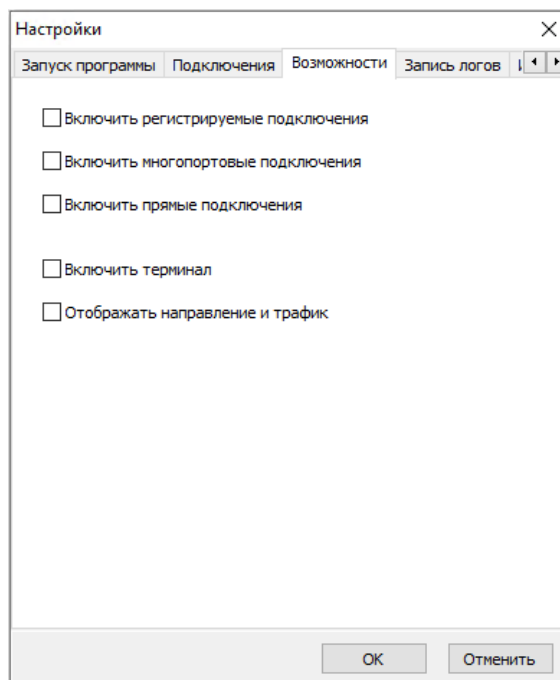 Настройки
Запуск программы Подключения Возможности Запись логов
Включить регистрируемые подключения
Включить многопортовые подключения
Включить прямые подключения
Включить терминал
Отображать направление и трафик
OK Отменить